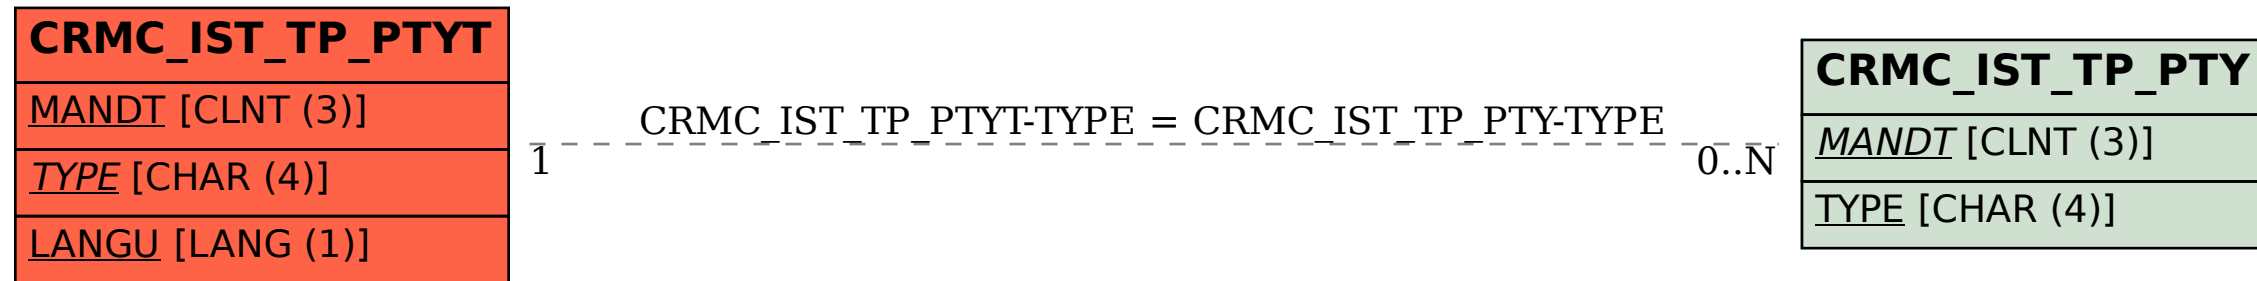 CRMC_IST_TP_PTYT
MANDT [CLNT (3)]
TYPE [CHAR (4)]
LANGU [LANG (1)]
CRMC_IST_TP_PTYT-TYPE = CRMC_IST_TP_PTY-TYPE
1
0..N
CRMC_IST_TP_PTY
MANDT [CLNT (3)]
TYPE [CHAR (4)]